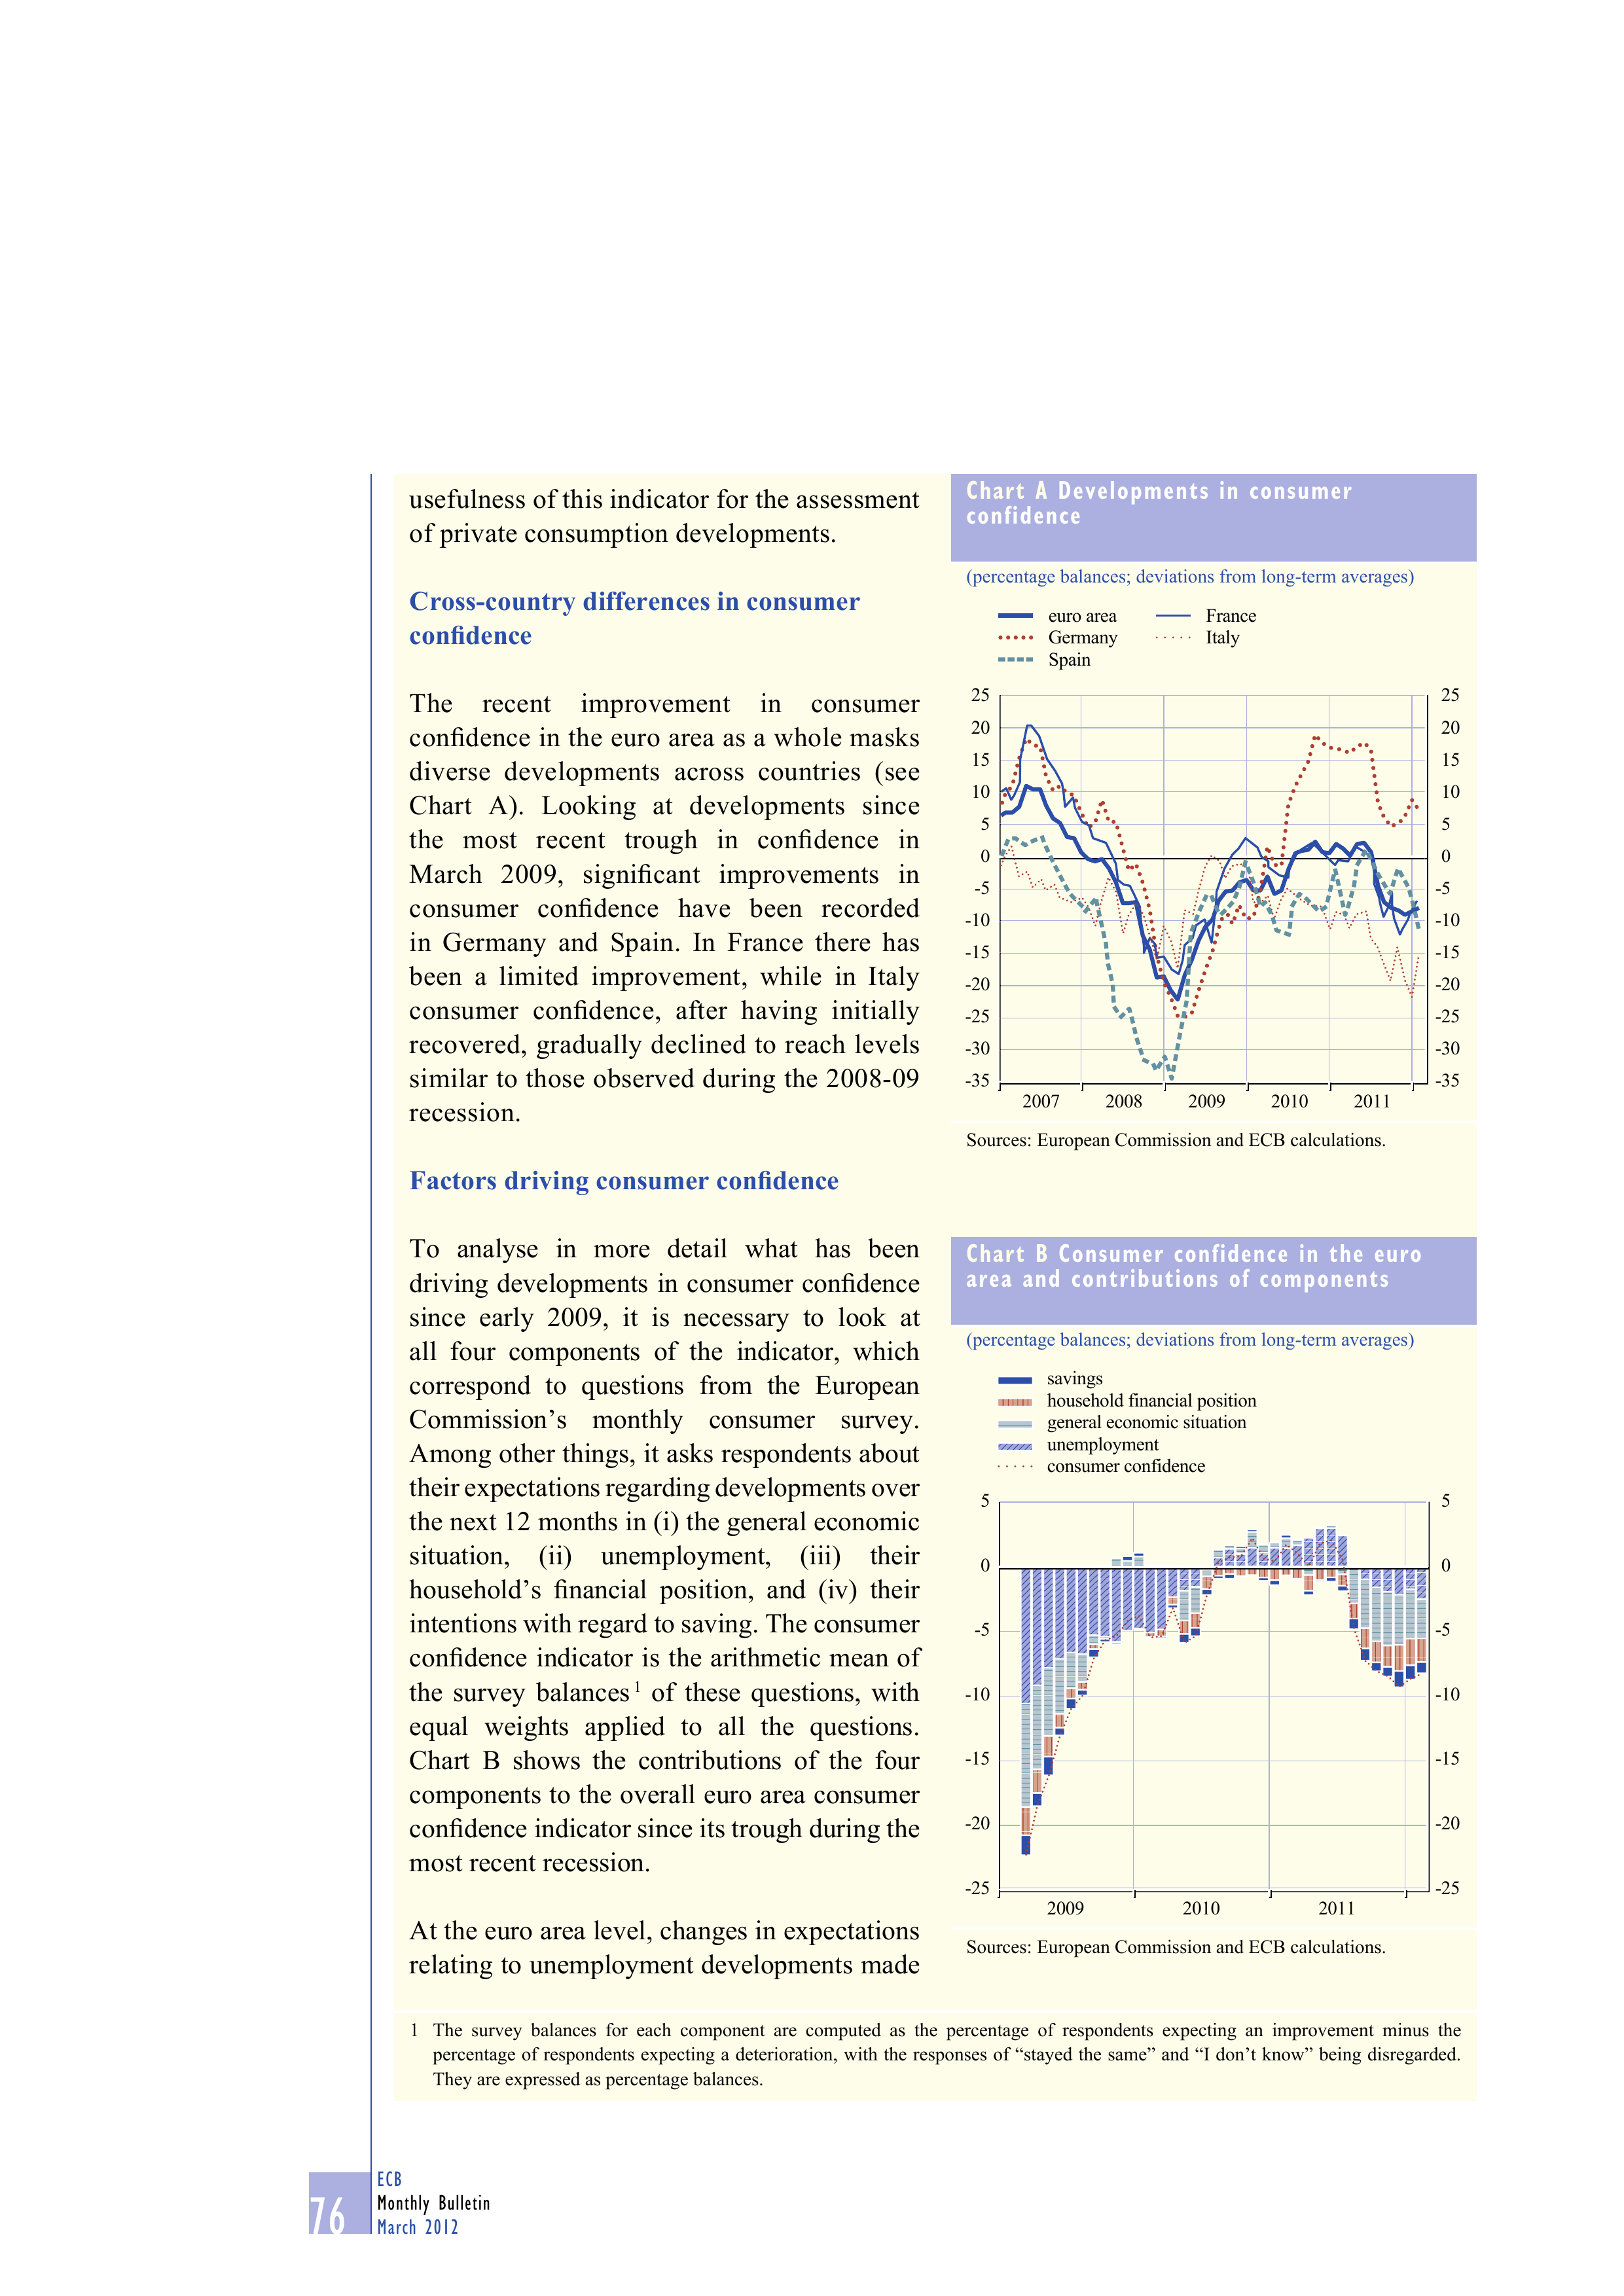 usefulness of this indicator for the assessment
of private consumption developments.
Cross-country differences in consumer
confidence
The recent improvement in consumer
confidence in the euro area as a whole masks
diverse developments across countries (see
Chart A). Looking at developments since
the most recent trough in confidence in
March 2009, significant improvements in
consumer confidence have been recorded
in Germany and Spain. In France there has
been a limited improvement, while in Italy
consumer confidence, after having initially
recovered, gradually declined to reach levels
similar to those observed during the 2008-09
recession.
Factors driving consumer confidence
To analyse in more detail what has been
driving developments in consumer confidence
since early 2009, it is necessary to look at
all four components of the indicator, which
correspond to questions from the European
Commission's monthly consumer survey.
Among other things, it asks respondents about
their expectations regarding developments over
the next 12 months in (i) the general economic
situation, (ii) unemployment, (iii) their
household's financial position, and (iv) their
intentions with regard to saving. The consumer
confidence indicator is the arithmetic mean of
the survey balances 1 of these questions, with
equal weights applied to all the questions.
Chart B shows the contributions of the four
components to the overall euro area consumer
confidence indicator since its trough during the
most recent recession.
At the euro area level, changes in expectations
relating to unemployment developments made
Chart A Developments in consumer
confidence
(percentage balances; deviations from long-term averages)
euro area
Germany
Spain
France
Italy
25 25
20 20
15 15
10 10
5 5
0 0
-5 -5
-10 -10
-15 -15
-20 -20
-25 -25
-30 -30
-35 -35
2007 2008 2009 2010 2011
Sources: European Commission and ECB calculations.
Chart B Consumer confidence in the euro
area and contributions of components
(percentage balances; deviations from long-term averages)
savings
household financial position
general economic situation
unemployment
consumer confidence
5 5
0 0
-5 -5
-10 -10
-15 -15
-20 -20
-25 -25
2009 2010 2011
Sources: European Commission and ECB calculations.
1 The survey balances for each component are computed as the percentage of respondents expecting an improvement minus the
percentage of respondents expecting a deterioration, with the responses of "stayed the same" and "I don't know" being disregarded.
They are expressed as percentage balances.
76
ECB
Monthly Bulletin
March 2012